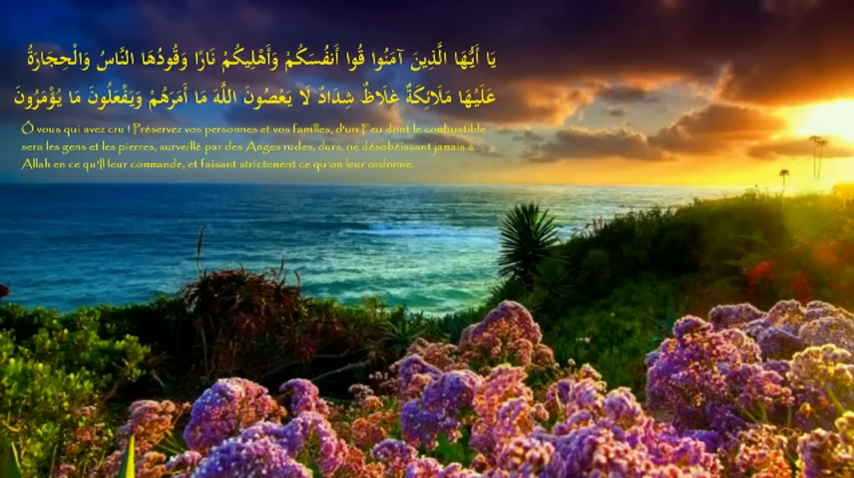 يَا أَيُّهَا الَّذِينَ آمَنُوا قُوا أَنفُسَكُمْ وَأَهْلِيكُمْ نَارًا وَقُودُهَا النَّاسُ وَالْحِجَارَةُ
عَلَيْهَا مَلَائِكَةٌ غِلَاظٌ شِدَادٌ لَا يَعْصُونَ اللَّهَ مَا أَمَرَهُمْ وَيَفْعَلُونَ مَا يُؤْمَرُونَ
Ô vous qui avez cru ! Préservez vos personnes et vos familles, d'un Feu dont le combustible
sera les gens et les pierres, surveillé par des Anges rudes, durs, ne désobéissant jamais à
Allah en ce qu'Il leur commande, et faisant strictement ce qu'on leur ordonne.